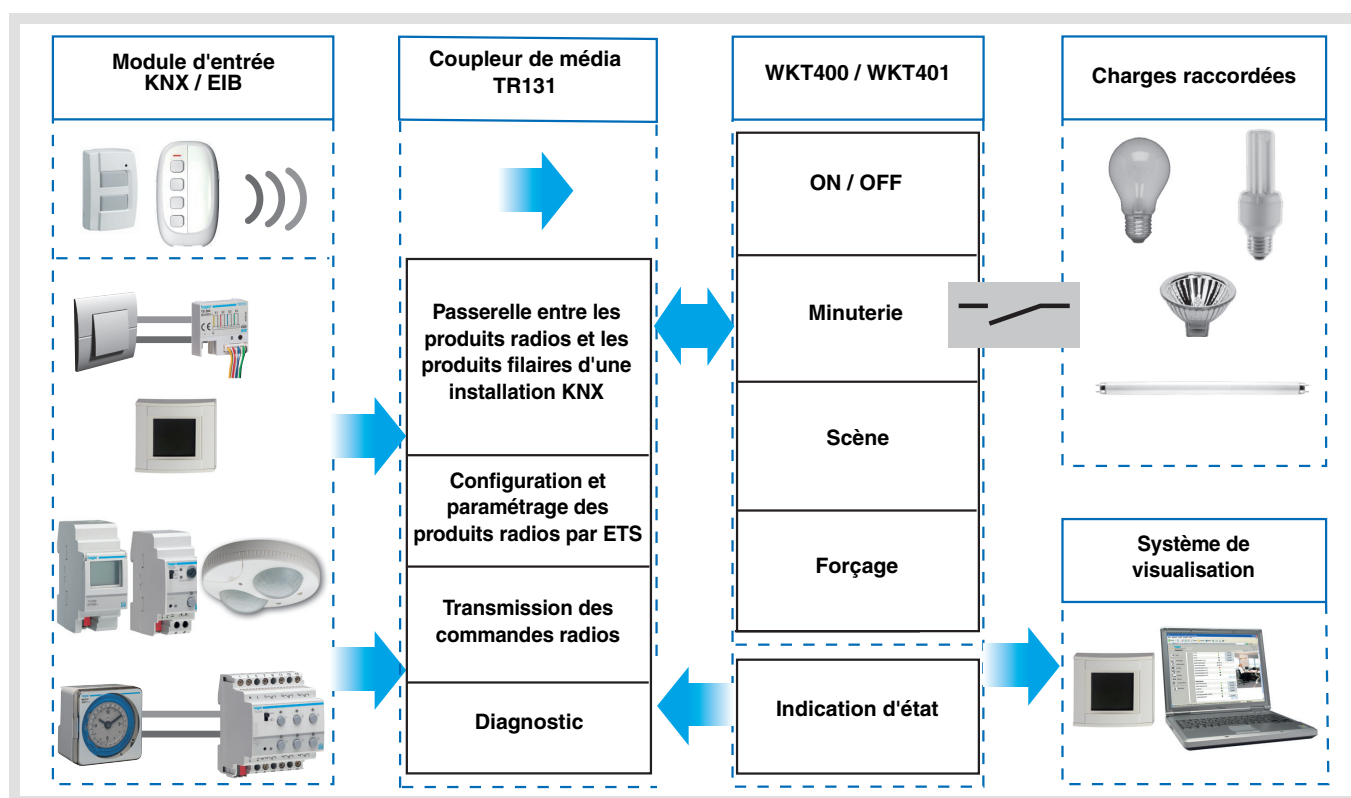 Module d'entrée
KNX / EIB
Coupleur de média
TR131
WKT400 / WKT401
Charges raccordées
ON / OFF
Passerelle entre les
produits radios et les
produits filaires d'une
installation KNX
Minuterie
Scène
Configuration et
paramétrage des
produits radios par ETS
Forçage
Système de
visualisation
Transmission des
commandes radios
Diagnostic
Indication d'état